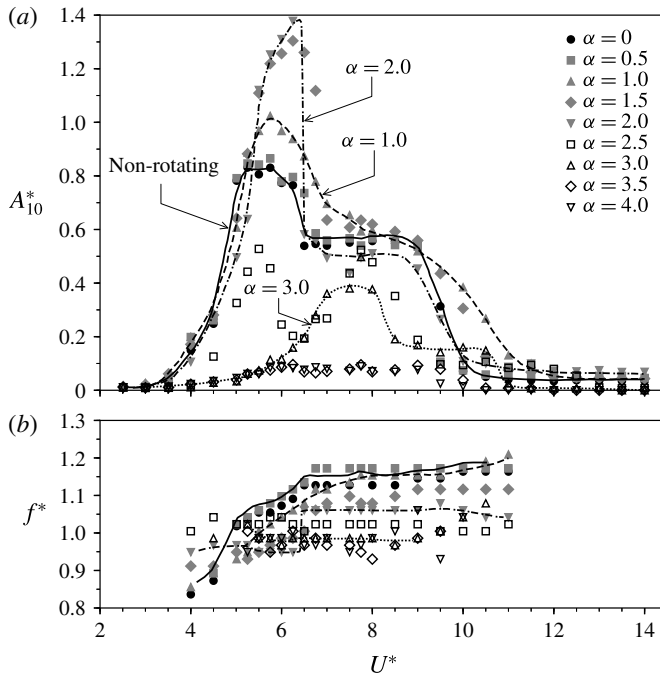 (a)
1.4
1.2
1.0
0.8
0.6
0.4
0.2
0
A*10
Non-rotating
α = 2.0
α = 1.0
α = 3.0
α = 0
α = 0.5
α = 1.0
α = 1.5
α = 2.0
α = 2.5
α = 3.0
α = 3.5
α = 4.0
(b)
1.3
1.2
1.1
1.0
0.9
0.8
f*
2 4 6 8 10 12 14
U*